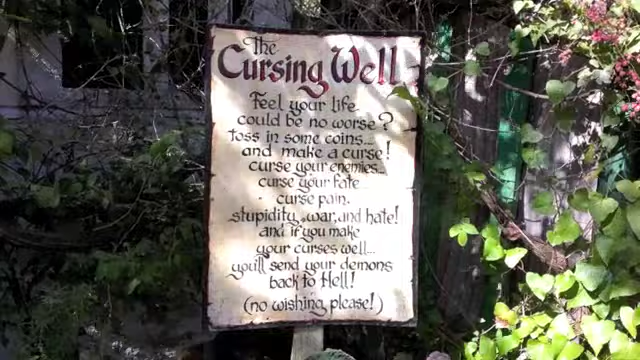 the
Cursing Well
Feel your life
could be no worse?
toss in some coins...
and make a curse!
curse your enemies...
curse your fate...
curse pain,
stupidity, war, and hate!
and if you make
your curses well...
you'll send your demons
back to Hell!
(no wishing, please!)